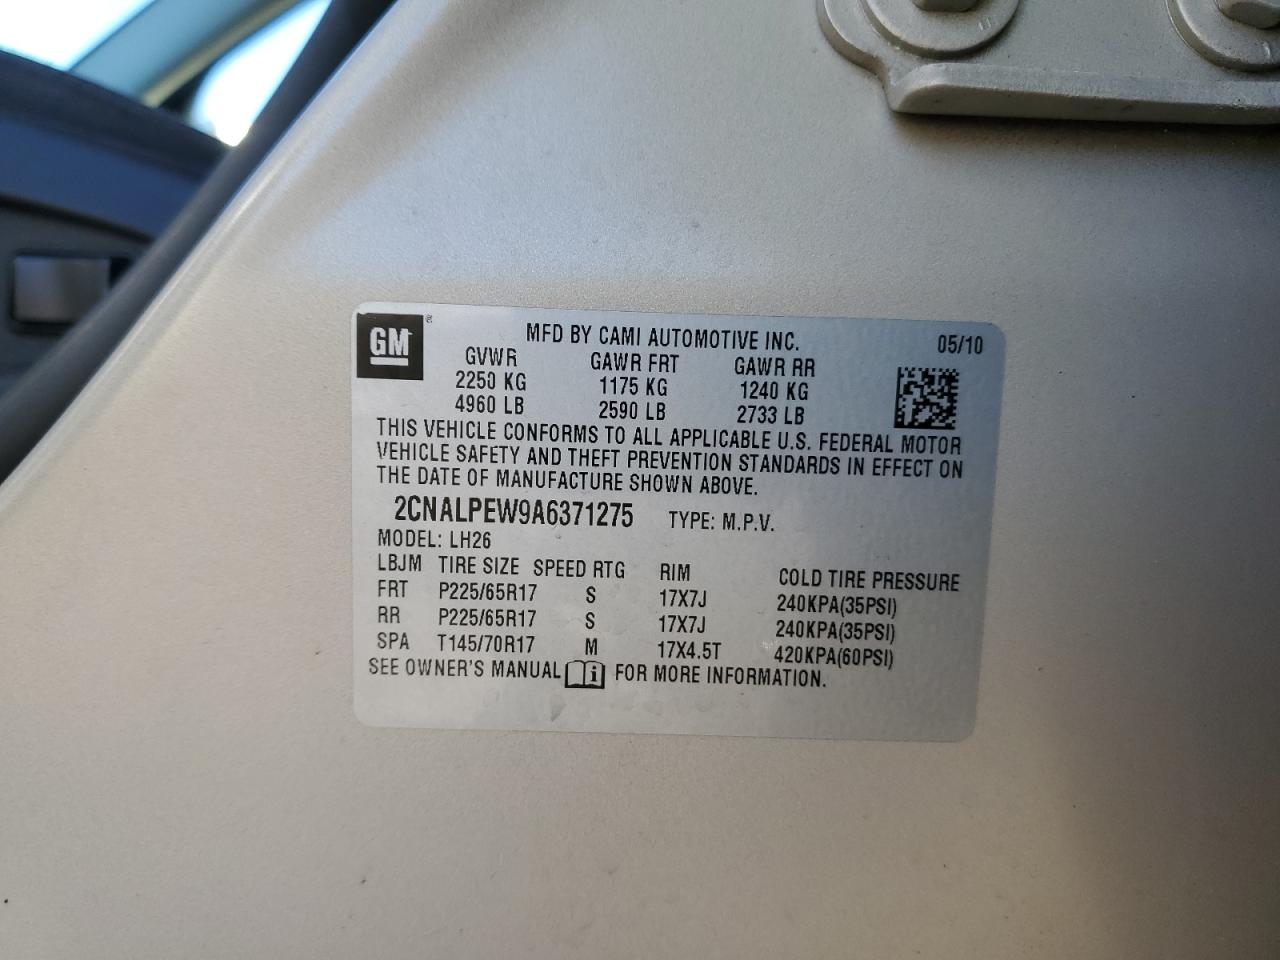 GM ®
MFD BY CAMI AUTOMOTIVE INC. 05/10
GVWR GAWR FRT GAWR RR
2250 KG 1175 KG 1240 KG
4960 LB 2590 LB 2733 LB
THIS VEHICLE CONFORMS TO ALL APPLICABLE U.S. FEDERAL MOTOR
VEHICLE SAFETY AND THEFT PREVENTION STANDARDS IN EFFECT ON
THE DATE OF MANUFACTURE SHOWN ABOVE.
2CNALPEW9A6371275 TYPE: M.P.V.
MODEL: LH26
LBJM TIRE SIZE SPEED RTG RIM COLD TIRE PRESSURE
FRT P225/65R17 S 17X7J 240KPA(35PSI)
RR P225/65R17 S 17X7J 240KPA(35PSI)
SPA T145/70R17 M 17X4.5T 420KPA(60PSI)
SEE OWNER'S MANUAL i FOR MORE INFORMATION.